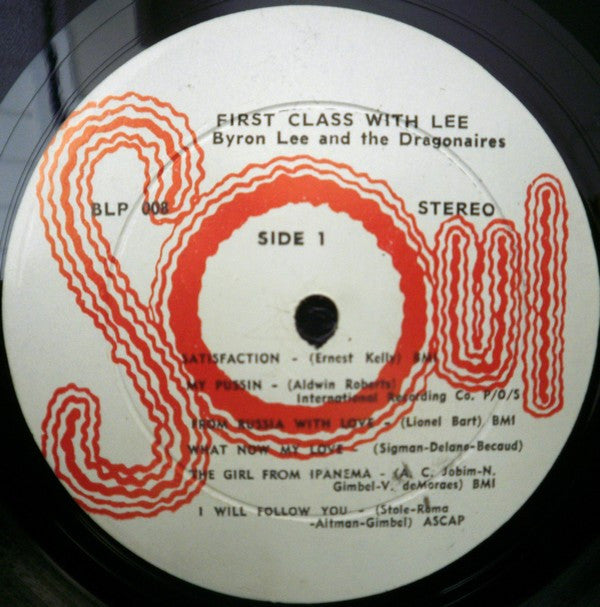 FIRST CLASS WITH LEE
Byron Lee and the Dragonaires
Soul
BLP 008
STEREO
SIDE 1
SATISFACTION - (Ernest Kelly) BMI
MY PUSSIN - (Aldwin Roberts)
International Recording Co. P/O/S
FROM RUSSIA WITH LOVE - (Lionel Bart) BMI
WHAT NOW MY LOVE - (Sigman-Delane-Becaud)
THE GIRL FROM IPANEMA - (A. C. Jobim-N.
Gimbel-V. deMoraes) BMI
I WILL FOLLOW YOU - (Stole-Roma
-Altman-Gimbel) ASCAP